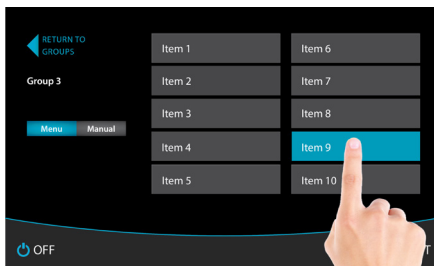 RETURN TO
GROUPS
Group 3
Menu Manual
Item 1
Item 2
Item 3
Item 4
Item 5
Item 6
Item 7
Item 8
Item 9
Item 10
OFF